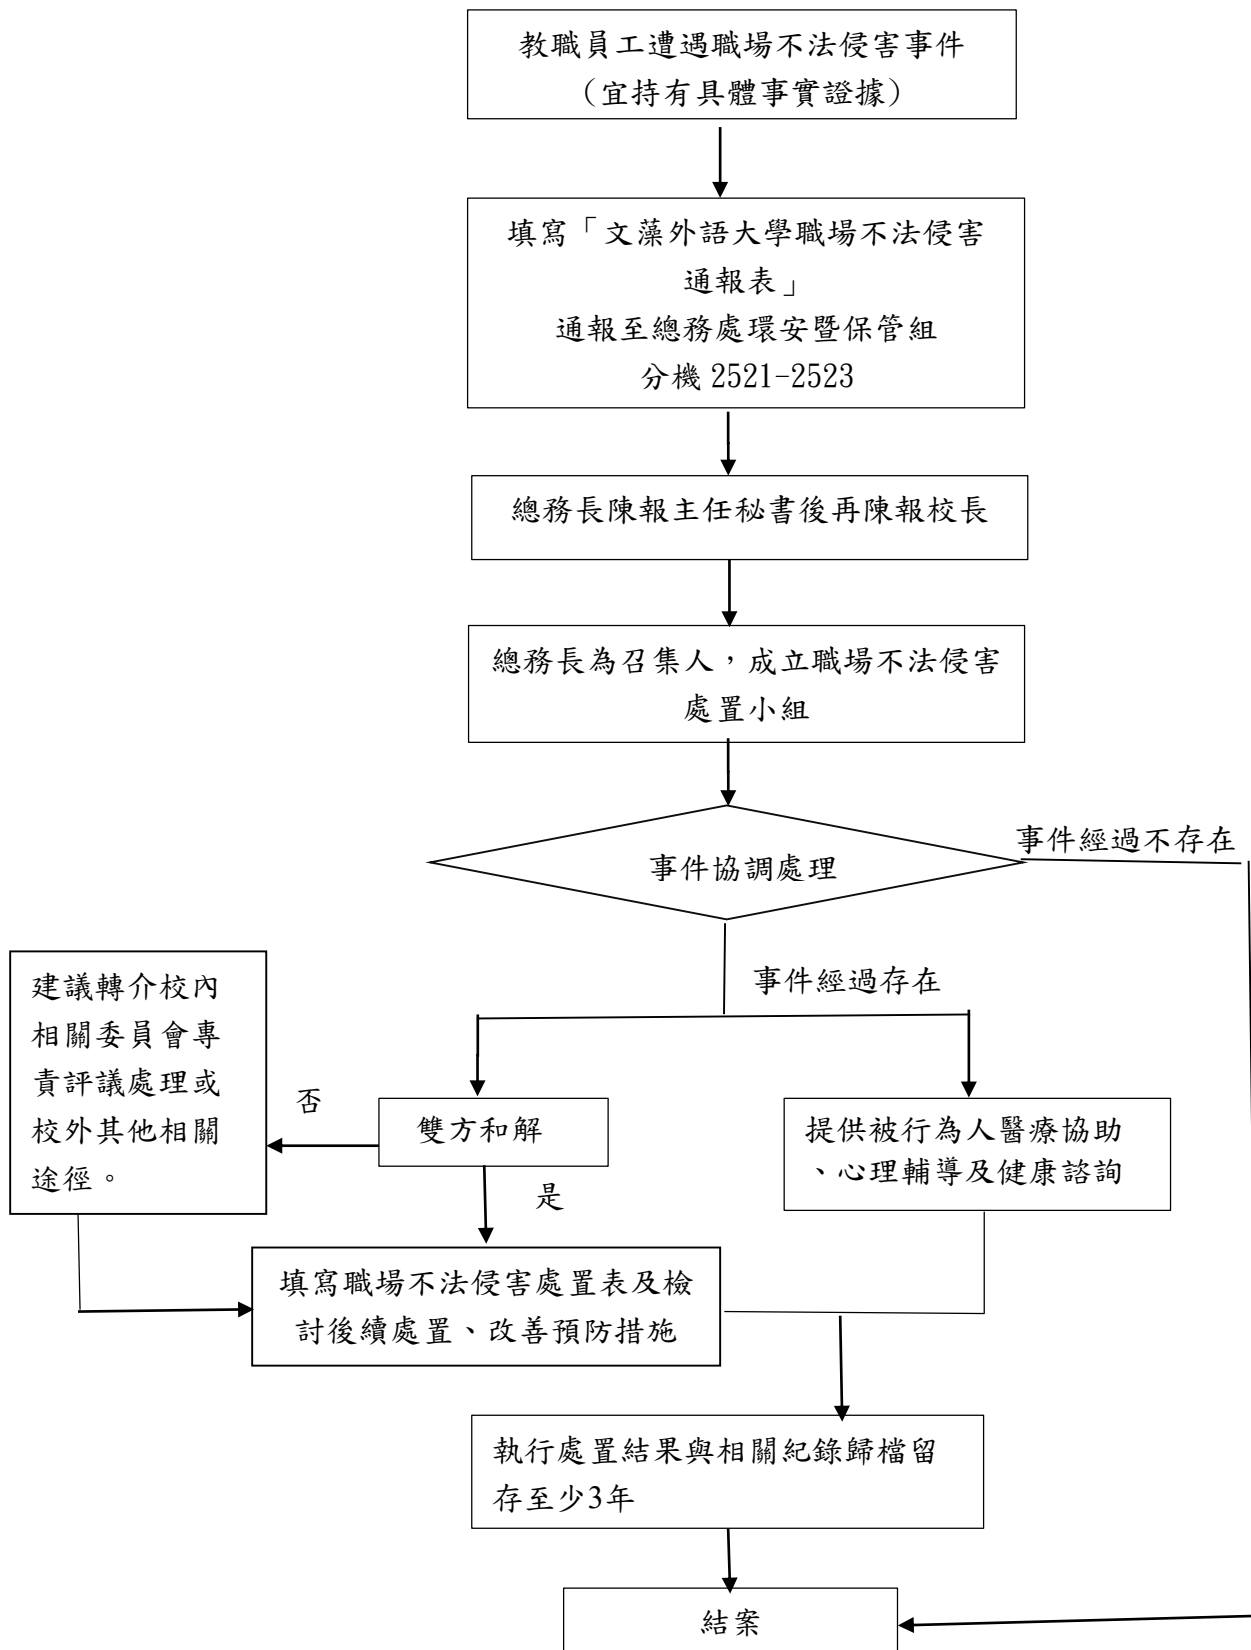 教職員工遭遇職場不法侵害事件
（宜持有具體事實證據）
填寫「文藻外語大學職場不法侵害
通報表」
通報至總務處環安暨保管組
分機 2521-2523
總務長陳報主任秘書後再陳報校長
總務長為召集人，成立職場不法侵害
處置小組
事件協調處理
事件經過不存在
事件經過存在
建議轉介校內
相關委員會專
責評議處理或
校外其他相關
途徑。
否
雙方和解
是
提供被行為人醫療協助
、心理輔導及健康諮詢
填寫職場不法侵害處置表及檢
討後續處置、改善預防措施
執行處置結果與相關紀錄歸檔留
存至少3年
結案